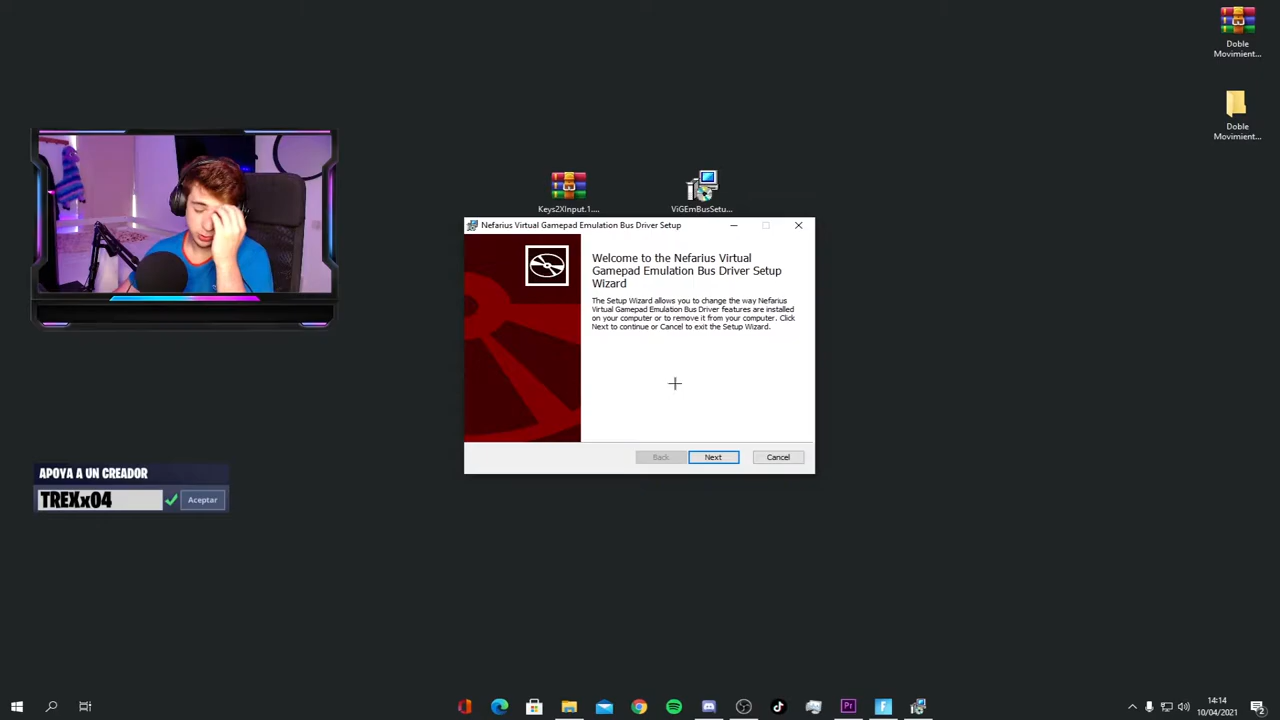 Doble
Movimient...
Doble
Movimient...
Keys2XInput.1....
ViGEmBusSetu...
Nefarius Virtual Gamepad Emulation Bus Driver Setup
Welcome to the Nefarius Virtual
Gamepad Emulation Bus Driver Setup
Wizard
The Setup Wizard allows you to change the way Nefarius
Virtual Gamepad Emulation Bus Driver features are installed
on your computer or to remove it from your computer. Click
Next to continue or Cancel to exit the Setup Wizard.
Back
Next
Cancel
APOYA A UN CREADOR
TREXx04
Aceptar
Pr
F
14:14
10/04/2021
2